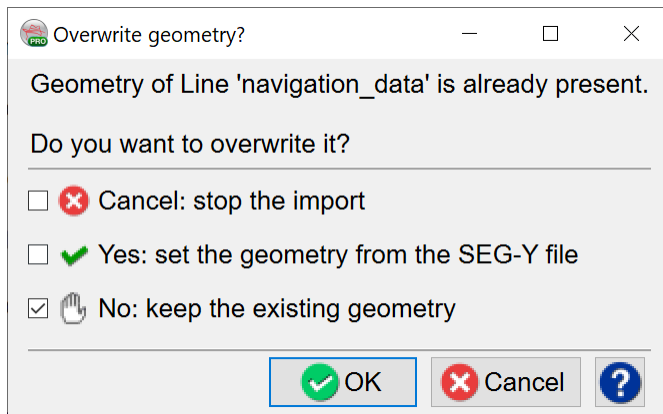 PRO Overwrite geometry?
Geometry of Line 'navigation_data' is already present.
Do you want to overwrite it?
Cancel: stop the import
Yes: set the geometry from the SEG-Y file
No: keep the existing geometry
OK Cancel ?